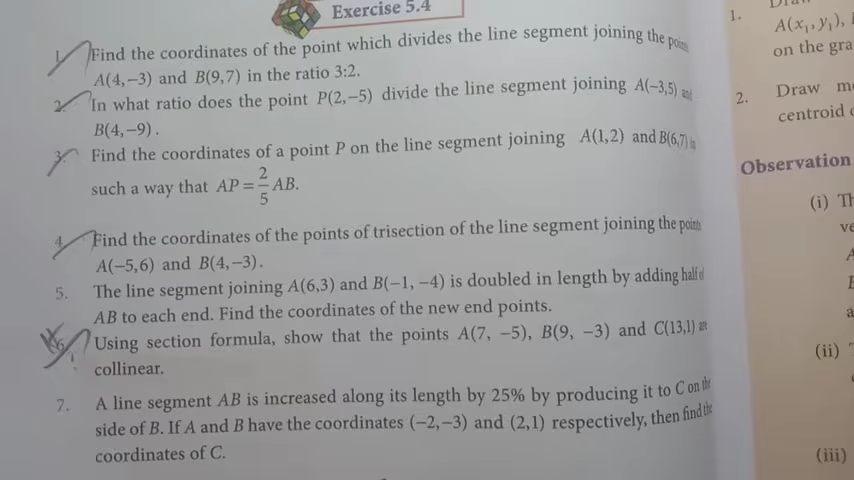 Exercise 5.4
1. Find the coordinates of the point which divides the line segment joining the points
A(4,−3) and B(9,7) in the ratio 3:2.
2. In what ratio does the point P(2,−5) divide the line segment joining A(−3,5) and
B(4,−9).
3. Find the coordinates of a point P on the line segment joining A(1,2) and B(6,7) in
such a way that AP = 2/5 AB.
4. Find the coordinates of the points of trisection of the line segment joining the points
A(−5,6) and B(4,−3).
5. The line segment joining A(6,3) and B(−1, −4) is doubled in length by adding half of
AB to each end. Find the coordinates of the new end points.
6. Using section formula, show that the points A(7, −5), B(9, −3) and C(13,1) are
collinear.
7. A line segment AB is increased along its length by 25% by producing it to C on the
side of B. If A and B have the coordinates (−2,−3) and (2,1) respectively, then find the
coordinates of C.
1.
A(x₁, y₁),
on the gra
2. Draw
centroid
Observation
(i)
(ii)
(iii)